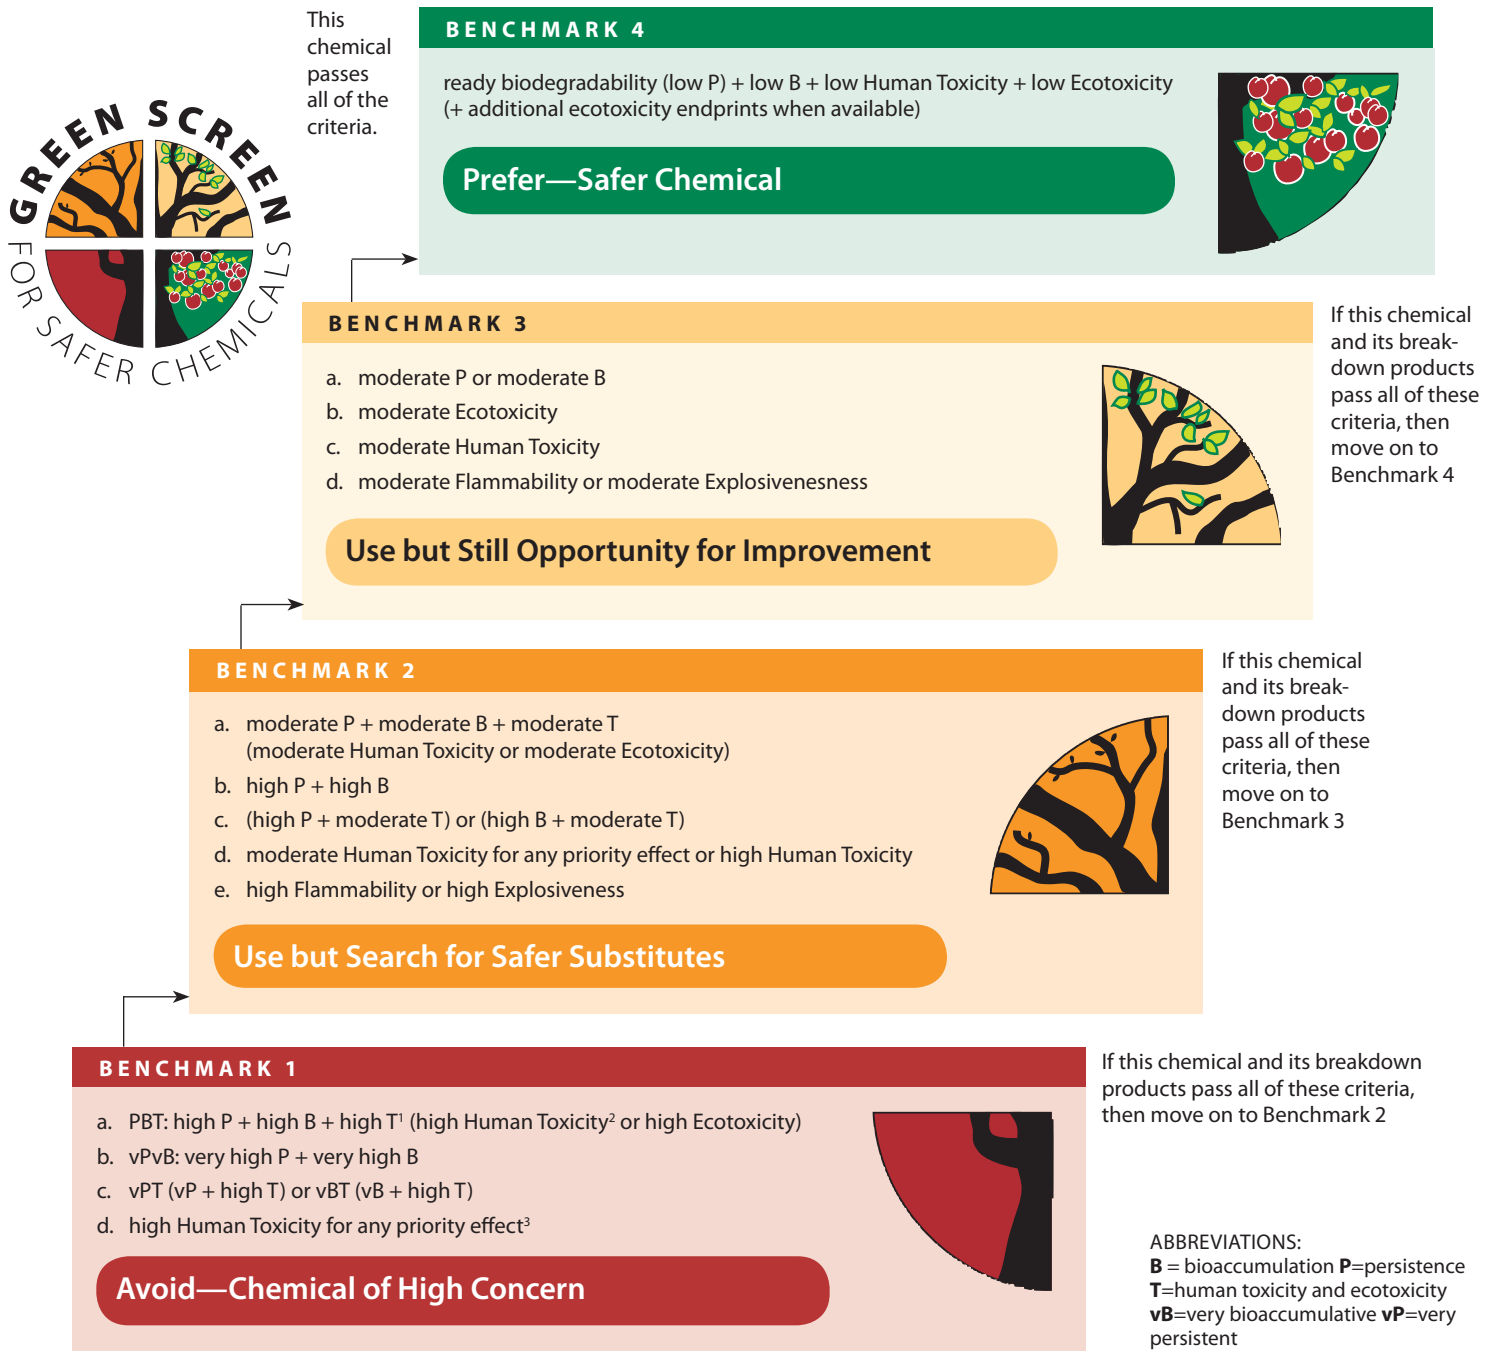 GREEN SCREEN
FOR SAFER CHEMICALS
This
chemical
passes
all of the
criteria.
BENCHMARK 4
ready biodegradability (low P) + low B + low Human Toxicity + low Ecotoxicity
(+ additional ecotoxicity endprints when available)
Prefer—Safer Chemical
BENCHMARK 3
a. moderate P or moderate B
b. moderate Ecotoxicity
c. moderate Human Toxicity
d. moderate Flammability or moderate Explosivenesness
Use but Still Opportunity for Improvement
If this chemical
and its break-
down products
pass all of these
criteria, then
move on to
Benchmark 4
BENCHMARK 2
a. moderate P + moderate B + moderate T
(moderate Human Toxicity or moderate Ecotoxicity)
b. high P + high B
c. (high P + moderate T) or (high B + moderate T)
d. moderate Human Toxicity for any priority effect or high Human Toxicity
e. high Flammability or high Explosiveness
Use but Search for Safer Substitutes
If this chemical
and its break-
down products
pass all of these
criteria, then
move on to
Benchmark 3
BENCHMARK 1
a. PBT: high P + high B + high T¹ (high Human Toxicity² or high Ecotoxicity)
b. vPvB: very high P + very high B
c. vPT (vP + high T) or vBT (vB + high T)
d. high Human Toxicity for any priority effect³
Avoid—Chemical of High Concern
If this chemical and its breakdown
products pass all of these criteria,
then move on to Benchmark 2
ABBREVIATIONS:
B = bioaccumulation P=persistence
T=human toxicity and ecotoxicity
vB=very bioaccumulative vP=very
persistent